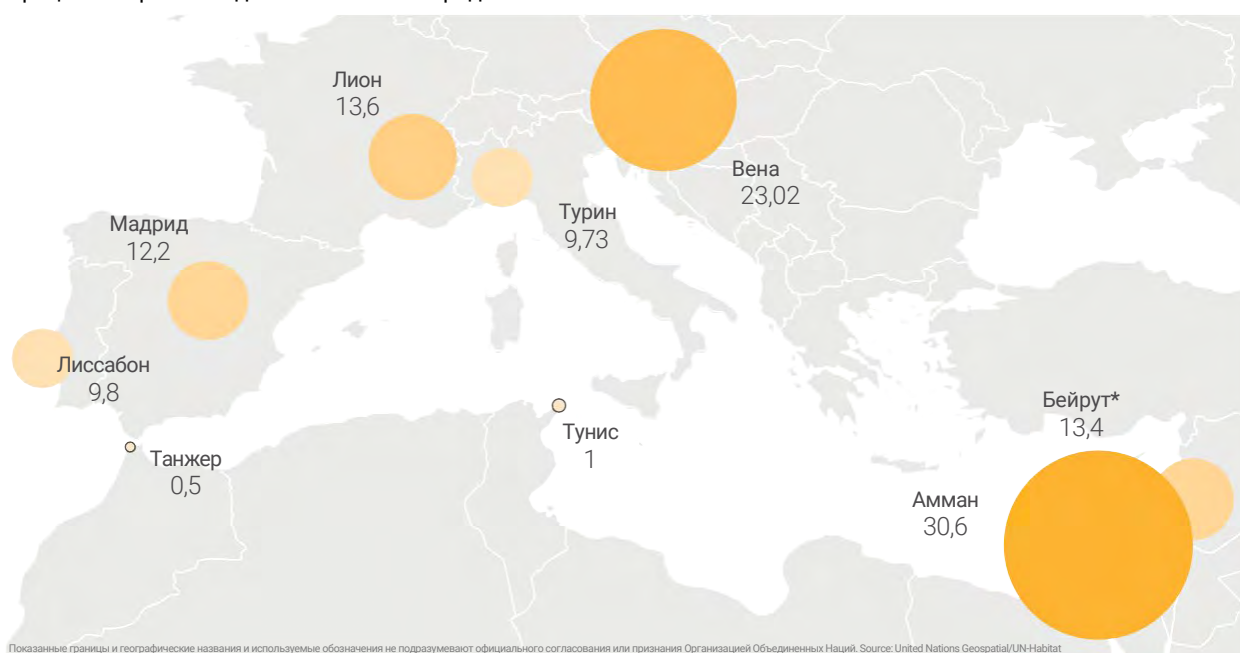 Лион
13,6
Вена
23,02
Турин
9,73
Мадрид
12,2
Лиссабон
9,8
Танжер
0,5
Тунис
1
Бейрут*
13,4
Амман
30,6
Показанные границы и географические названия и используемые обозначения не подразумевают официального согласования или признания Организацией Объединенных Наций. Source: United Nations Geospatial/UN-Habitat